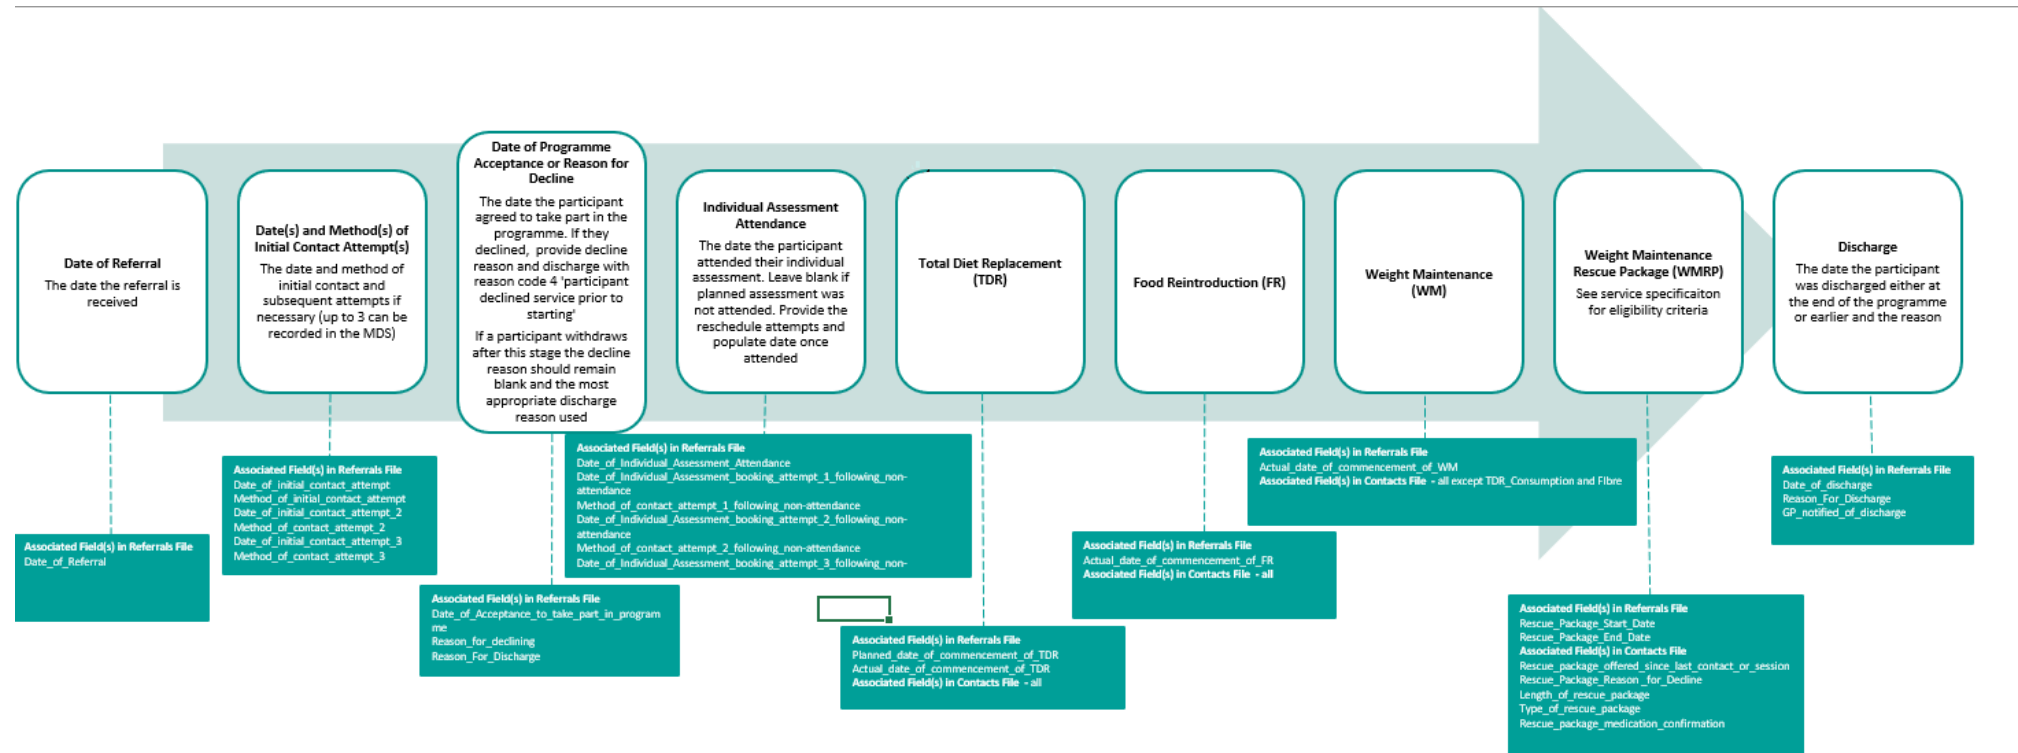 Date of Referral
The date the referral is
received
Date(s) and Method(s) of
Initial Contact Attempt(s)
The date and method of
initial contact and
subsequent attempts if
necessary (up to 3 can be
recorded in the MDS)
Date of Programme
Acceptance or Reason for
Decline
The date the participant
agreed to take part in the
programme. If they
declined, provide decline
reason and discharge with
reason code 4 'participant
declined service prior to
starting'
If a participant withdraws
after this stage the decline
reason should remain
blank and the most
appropriate discharge
reason used
Individual Assessment
Attendance
The date the participant
attended their individual
assessment. Leave blank if
planned assessment was
not attended. Provide the
reschedule attempts and
populate date once
attended
Total Diet Replacement
(TDR)
Food Reintroduction (FR)
Weight Maintenance
(WM)
Weight Maintenance
Rescue Package (WMRP)
See service specificaiton
for eligibility criteria
Discharge
The date the participant
was discharged either at
the end of the programme
or earlier and the reason
Associated Field(s) in Referrals File
Date_of_Referral
Associated Field(s) in Referrals File
Date_of_initial_contact_attempt
Method_of_initial_contact_attempt
Date_of_initial_contact_attempt_2
Method_of_contact_attempt_2
Date_of_initial_contact_attempt_3
Method_of_contact_attempt_3
Associated Field(s) in Referrals File
Date_of_Acceptance_to_take_part_in_program
me
Reason_for_declining
Reason_For_Discharge
Associated Field(s) in Referrals File
Date_of_Individual_Assessment_Attendance
Date_of_Individual_Assessment_booking_attempt_1_following_non-
attendance
Method_of_contact_attempt_1_following_non-attendance
Date_of_Individual_Assessment_booking_attempt_2_following_non-
attendance
Method_of_contact_attempt_2_following_non-attendance
Date_of_Individual_Assessment_booking_attempt_3_following_non-
Associated Field(s) in Referrals File
Planned_date_of_commencement_of_TDR
Actual_date_of_commencement_of_TDR
Associated Field(s) in Contacts File - all
Associated Field(s) in Referrals File
Actual_date_of_commencement_of_FR
Associated Field(s) in Contacts File - all
Associated Field(s) in Referrals File
Actual_date_of_commencement_of_WM
Associated Field(s) in Contacts File - all except TDR_Consumption and FIbre
Associated Field(s) in Referrals File
Rescue_Package_Start_Date
Rescue_Package_End_Date
Associated Field(s) in Contacts File
Rescue_package_offered_since_last_contact_or_session
Rescue_Package_Reason_for_Decline
Length_of_rescue_package
Type_of_rescue_package
Rescue_package_medication_confirmation
Associated Field(s) in Referrals File
Date_of_discharge
Reason_For_Discharge
GP_notified_of_discharge